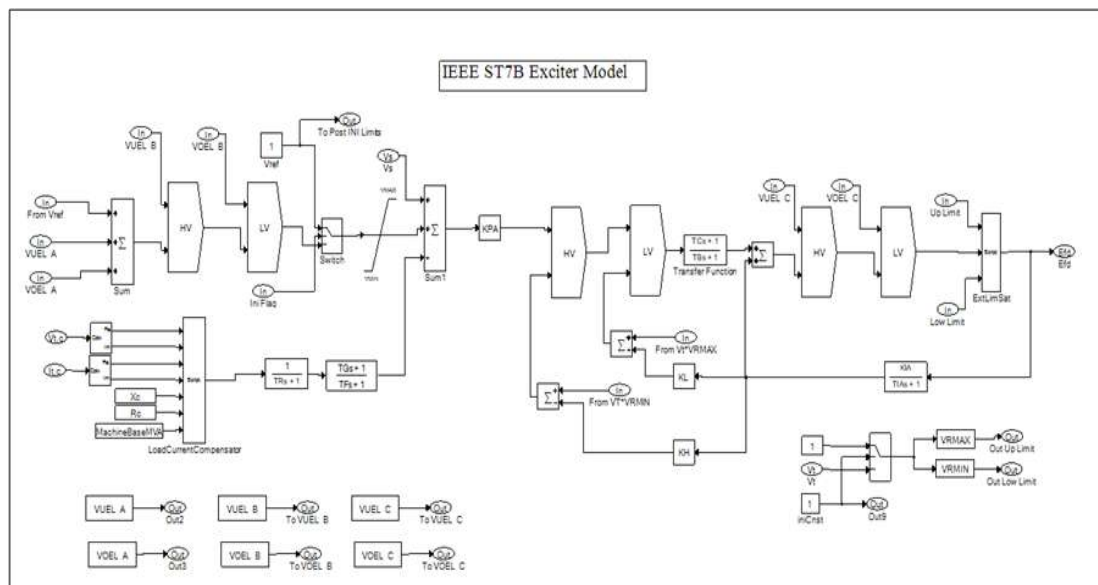 IEEE ST7B Exciter Model
In
VUEL B
In
VOEL B
1
Vref
Out
To Post INI Limits
Vs
Vs
In
From Vref
In
VUEL A
In
VOEL A
Σ
Sum
HV
LV
Switch
In
Ini Flag
Σ
Sum1
KPA
HV
LV
TCs + 1
TBs + 1
Transfer Function
Σ
In
VUEL C
In
VOEL C
HV
LV
In
Up Limit
In
Low Limit
ExtLimSat
Efd
Efd
Σ
In
From Vt*VRMAX
KL
Σ
In
From VT*VRMIN
KH
KIA
TIAs + 1
Vt_c
It_c
Xc
Rc
MachineBaseMVA
LoadCurrentCompensator
1
TRs + 1
TGs + 1
TFs + 1
1
Vt
Vt
1
iniCnst
VRMAX
Out
Out Up Limit
VRMIN
Out
Out Low Limit
Out
Out9
VUEL A
Out
Out2
VUEL B
Out
To VUEL B
VUEL C
Out
To VUEL C
VOEL A
Out
Out3
VOEL B
Out
To VOEL B
VOEL C
Out
To VOEL C